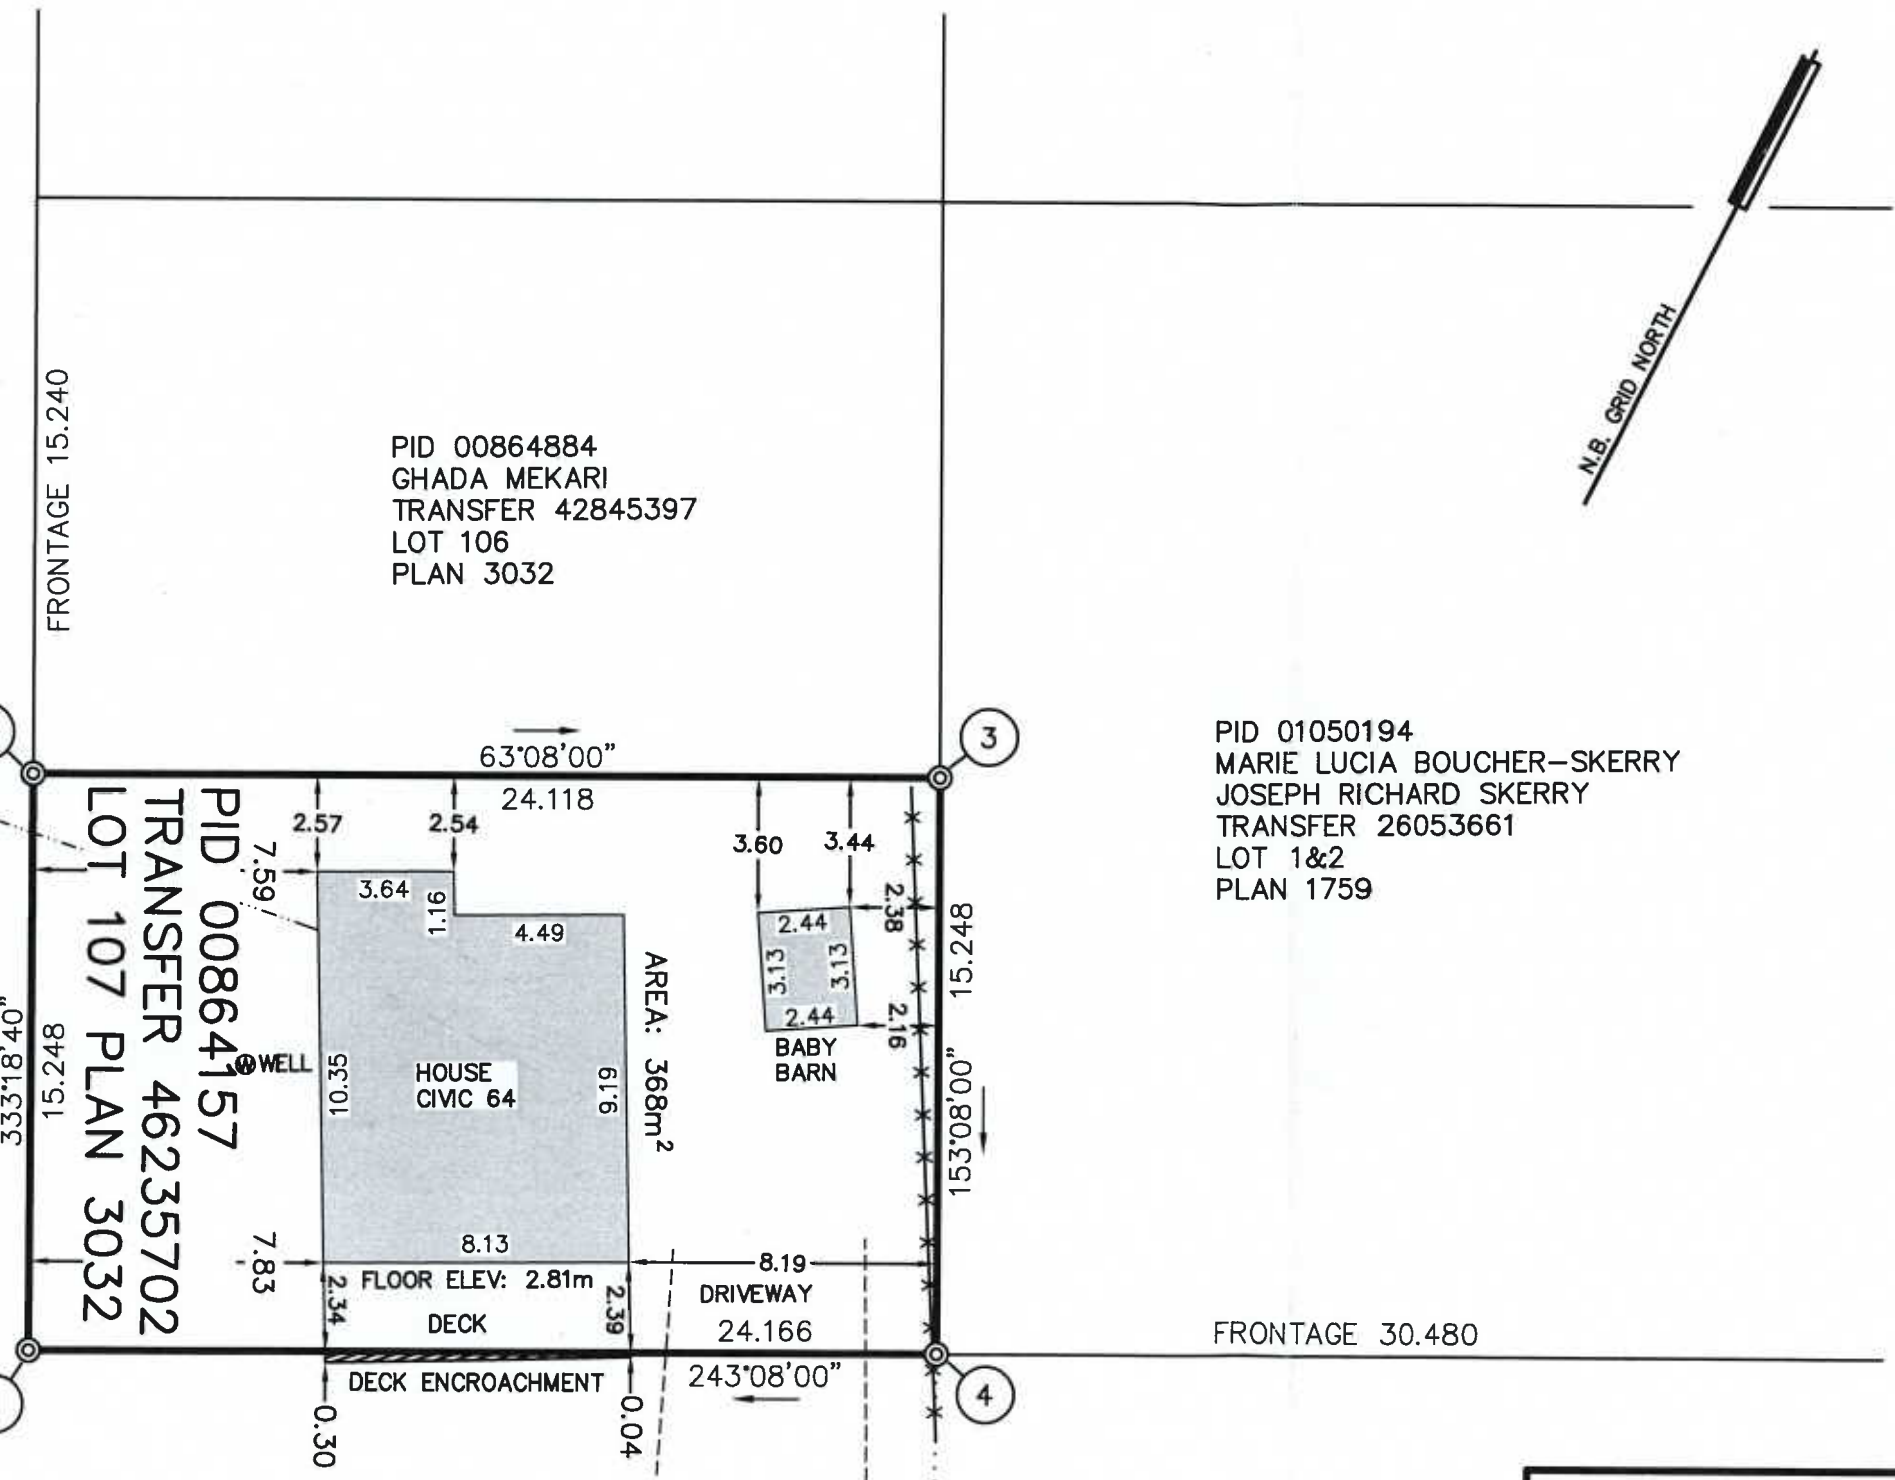 N.B. GRID NORTH
FRONTAGE 15.240
PID 00864884
GHADA MEKARI
TRANSFER 42845397
LOT 106
PLAN 3032
PID 01050194
MARIE LUCIA BOUCHER-SKERRY
JOSEPH RICHARD SKERRY
TRANSFER 26053661
LOT 1&2
PLAN 1759
3
63°08'00"
24.118
2.57
2.54
3.60
3.44
7.59
3.64
1.16
4.49
2.44
2.38
3.13
3.13
2.44
2.16
BABY
BARN
15.248
153°08'00"
PID 00864157
TRANSFER 46235702
LOT 107 PLAN 3032
333°18'40"
15.248
W WELL
10.35
HOUSE
CIVIC 64
9.19
AREA: 368m²
7.83
8.13
8.19
FLOOR ELEV: 2.81m
2.34
2.39
DECK
DRIVEWAY
24.166
243°08'00"
DECK ENCROACHMENT
0.30
0.04
4
FRONTAGE 30.480